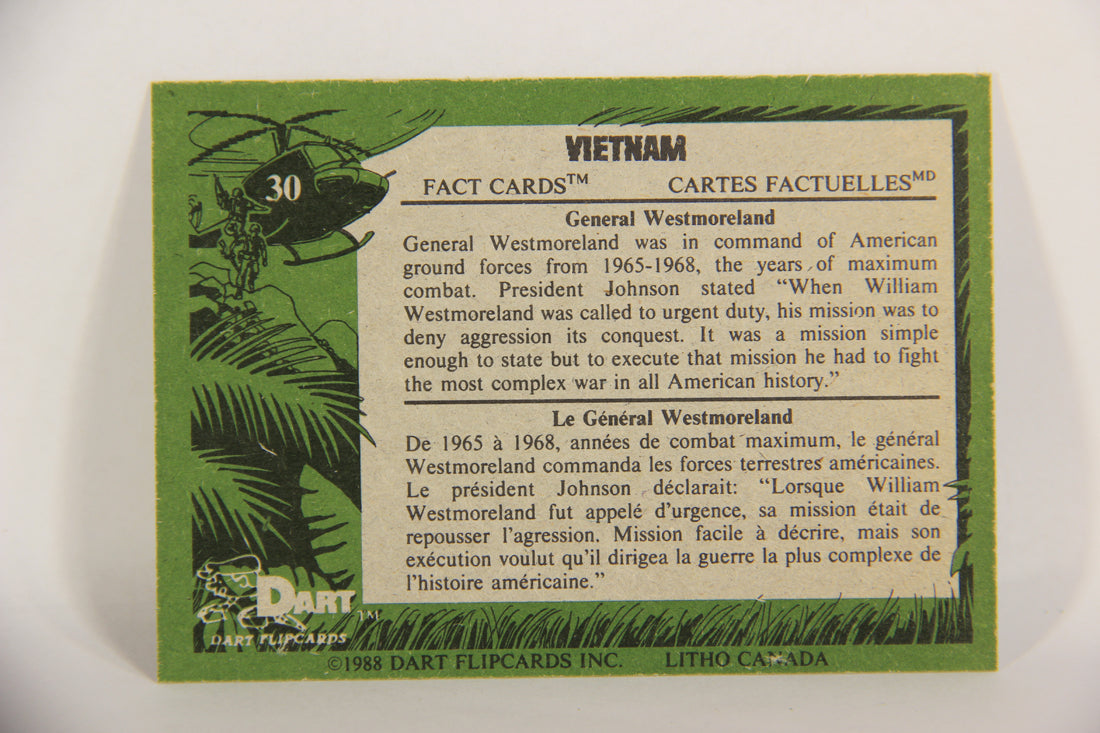 30
VIETNAM
FACT CARDS™ CARTES FACTUELLES MD
General Westmoreland
General Westmoreland was in command of American
ground forces from 1965-1968, the years of maximum
combat. President Johnson stated “When William
Westmoreland was called to urgent duty, his mission was to
deny aggression its conquest. It was a mission simple
enough to state but to execute that mission he had to fight
the most complex war in all American history.”
Le Général Westmoreland
De 1965 à 1968, années de combat maximum, le général
Westmoreland commanda les forces terrestres américaines.
Le président Johnson déclarait: “Lorsque William
Westmoreland fut appelé d’urgence, sa mission était de
repousser l’agression. Mission facile à décrire, mais son
exécution voulut qu’il dirigea la guerre la plus complexe de
l’histoire américaine.”
DART™
DART FLIPCARDS
©1988 DART FLIPCARDS INC. LITHO CANADA